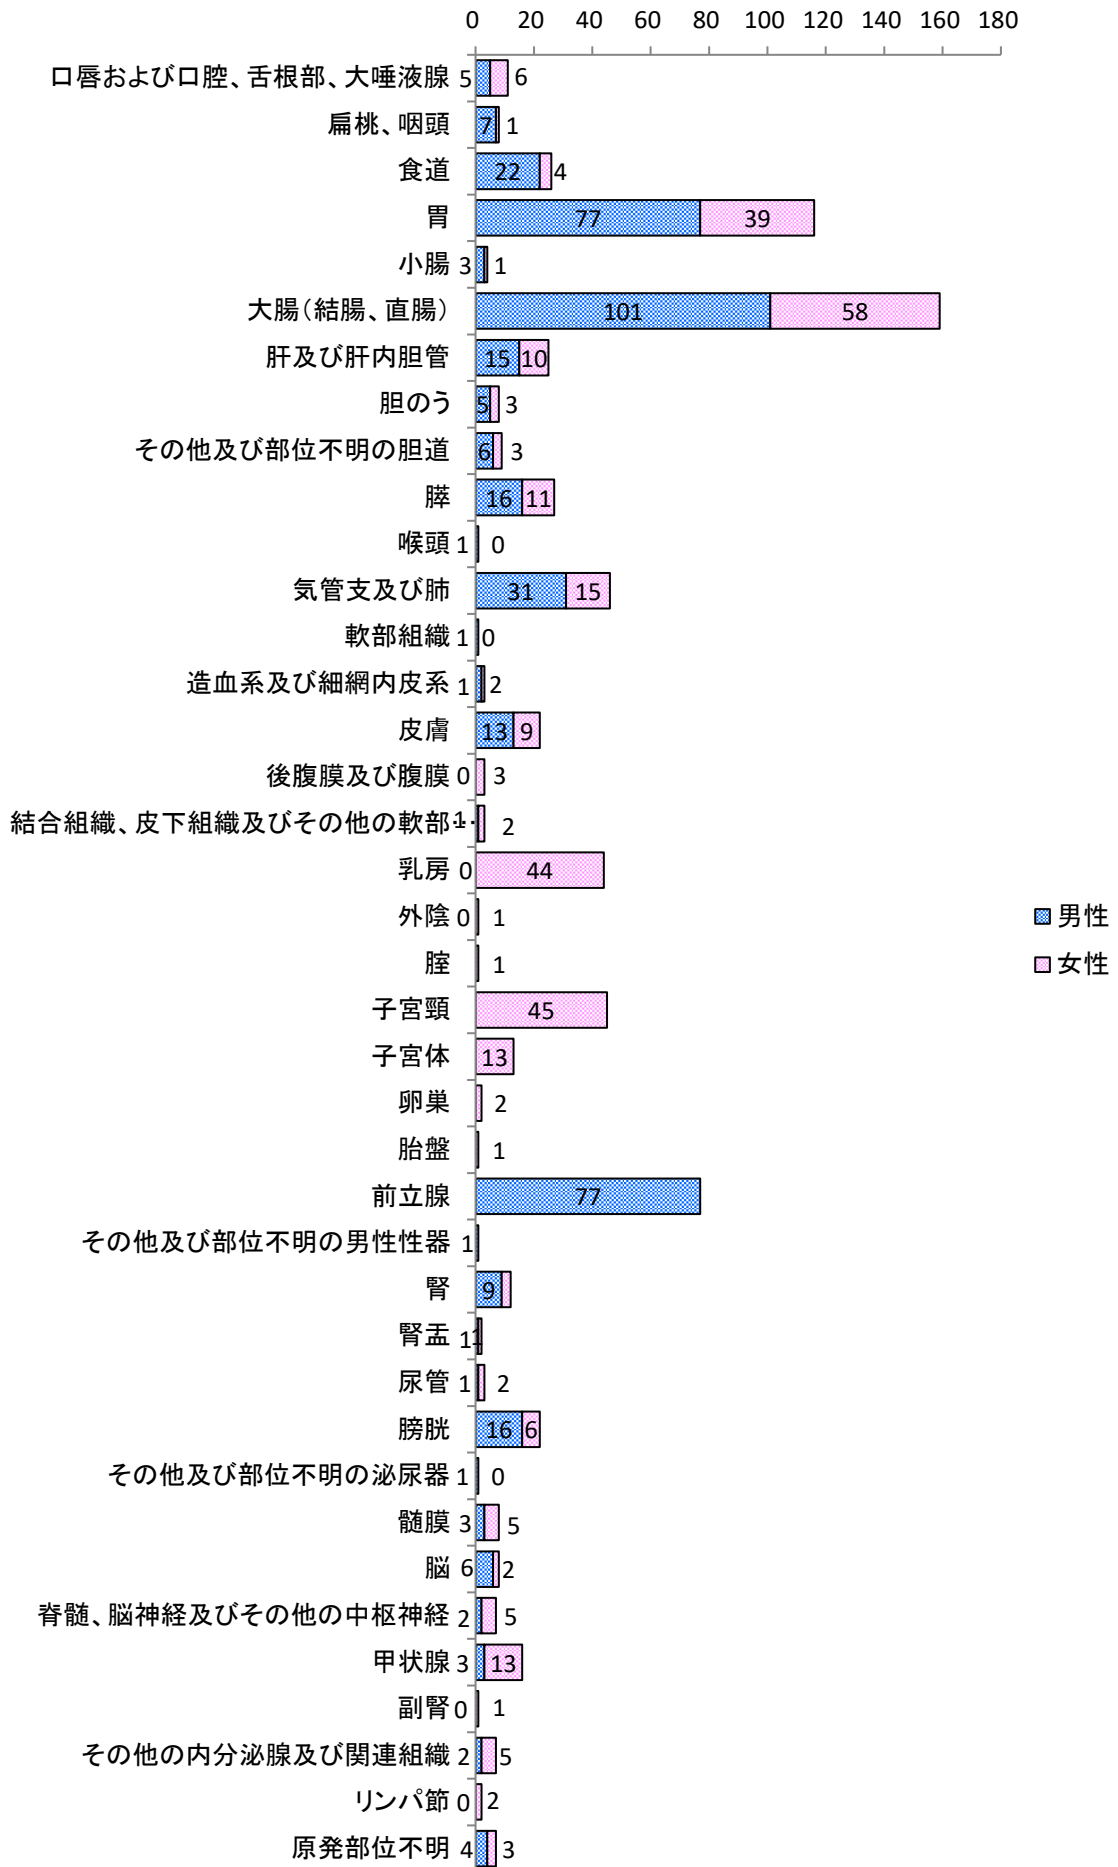 0 20 40 60 80 100 120 140 160 180
口唇および口腔、舌根部、大唾液腺 5 6
扁桃、咽頭 7 1
食道 22 4
胃 77 39
小腸 3 1
大腸（結腸、直腸） 101 58
肝及び肝内胆管 15 10
胆のう 5 3
その他及び部位不明の胆道 6 3
膵 16 11
喉頭 1 0
気管支及び肺 31 15
軟部組織 1 0
造血系及び細網内皮系 1 2
皮膚 13 9
後腹膜及び腹膜 0 3
結合組織、皮下組織及びその他の軟部… 1 2
乳房 0 44
外陰 0 1
腟 1
子宮頸 45
子宮体 13
卵巣 2
胎盤 1
前立腺 77
その他及び部位不明の男性性器 1
腎 9
腎盂 1 1
尿管 1 2
膀胱 16 6
その他及び部位不明の泌尿器 1 0
髄膜 3 5
脳 6 2
脊髄、脳神経及びその他の中枢神経 2 5
甲状腺 3 13
副腎 0 1
その他の内分泌腺及び関連組織 2 5
リンパ節 0 2
原発部位不明 4 3
男性
女性